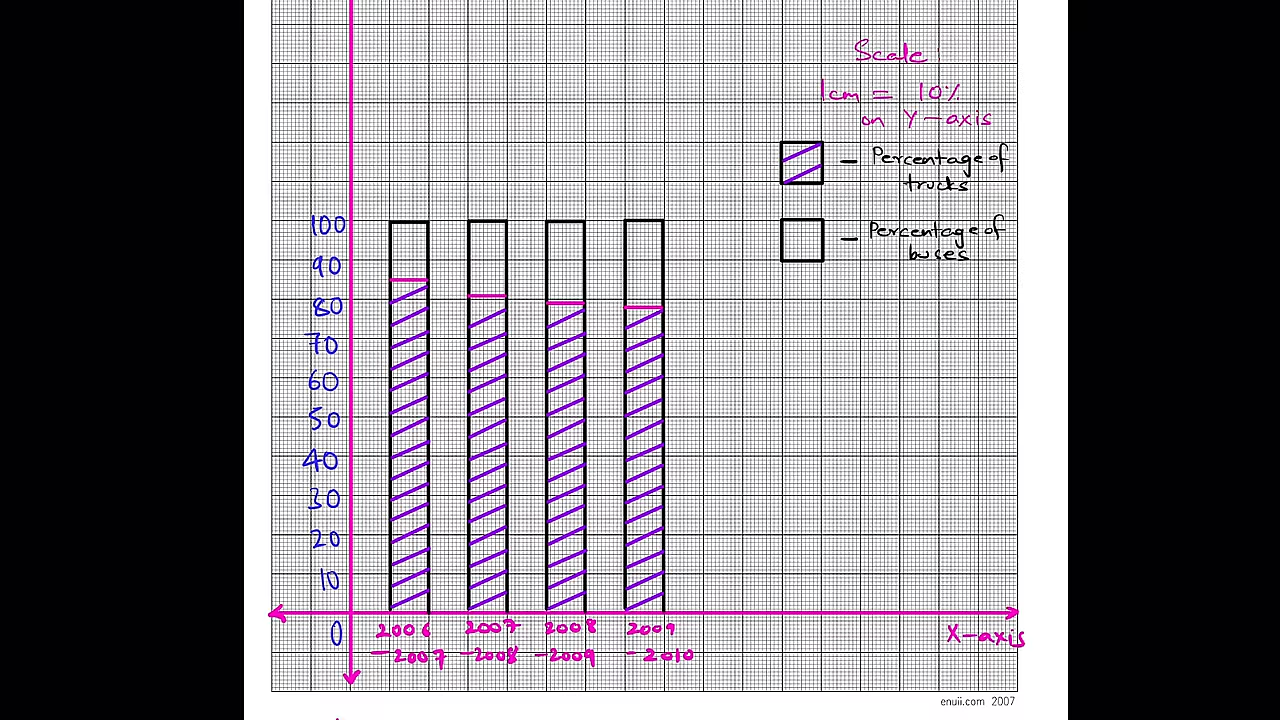 Scale :
1cm = 10%
on Y-axis
- Percentage of
trucks
- Percentage of
buses
100
90
80
70
60
50
40
30
20
10
0
2006 2007 2008 2009
-2007 -2008 -2009 -2010
X-axis
enuii.com 2007